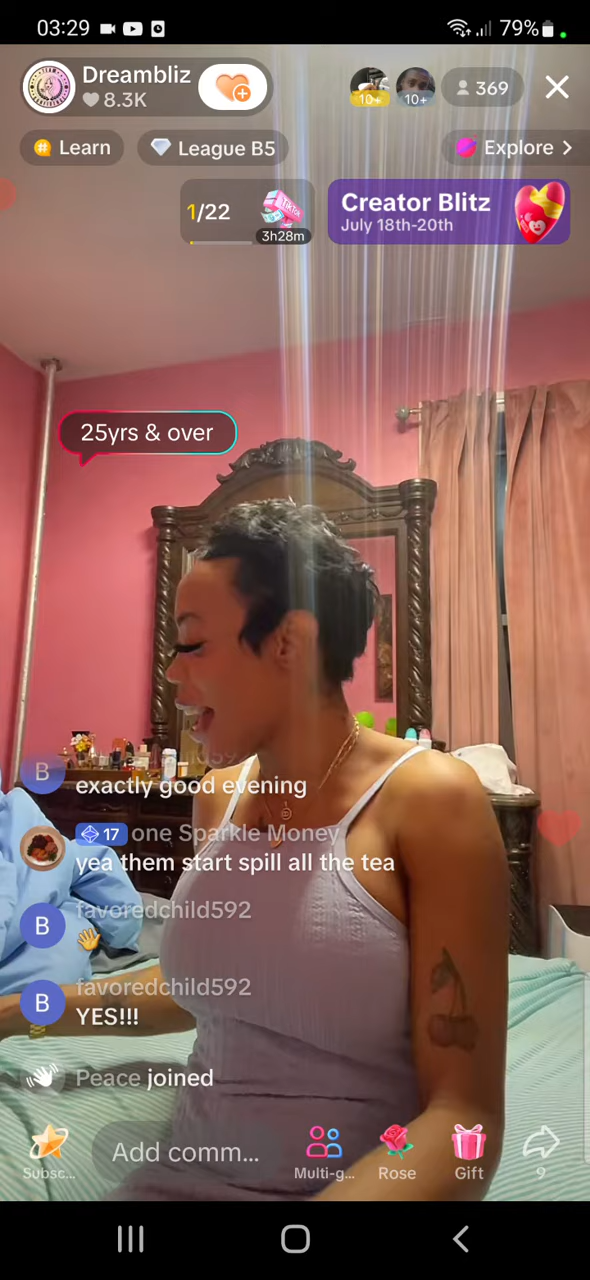 03:29
79%
Dreambliz
8.3K
10+
10+
369
Learn
League B5
Explore
1/22
TikTok
3h28m
Creator Blitz
July 18th-20th
25yrs & over
B
exactly good evening
17 one Sparkle Money
yea them start spill all the tea
favoredchild592
B
👋
favoredchild592
B
YES!!!
Peace joined
Subsc...
Add comm...
Multi-g...
Rose
Gift
9